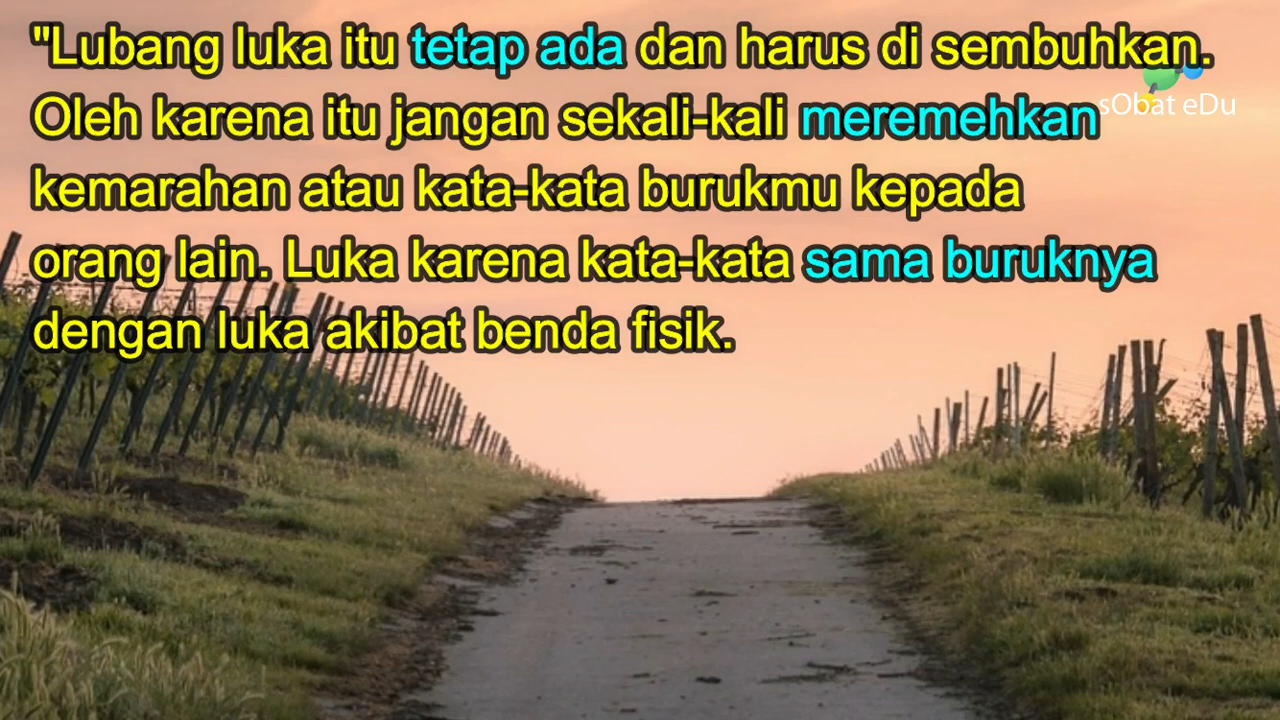 "Lubang luka itu tetap ada dan harus di sembuhkan.
sObat eDu
Oleh karena itu jangan sekali-kali meremehkan
kemarahan atau kata-kata burukmu kepada
orang lain. Luka karena kata-kata sama buruknya
dengan luka akibat benda fisik.